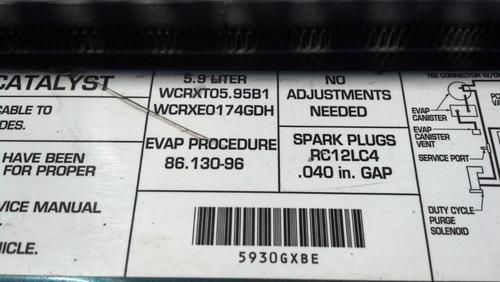 CATALYST
CABLE TO
DES.
HAVE BEEN
FOR PROPER
VICE MANUAL
HICLE.
5.9 LITER
WCRXT05.95B1
WCRXE0174GDH
EVAP PROCEDURE
86.130-96
NO
ADJUSTMENTS
NEEDED
SPARK PLUGS
RC12LC4
.040 in. GAP
5930GXBE
TEE CONNECTOR
EVAP
CANISTER
EVAP
CANISTER
VENT
SERVICE PORT
DUTY CYCLE
PURGE
SOLENOID